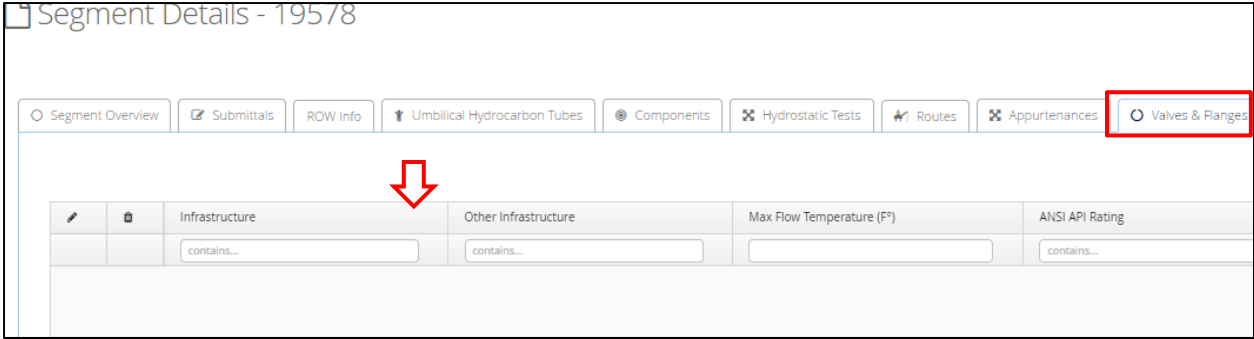 Segment Details - 19578
Segment Overview Submittals ROW Info Umbilical Hydrocarbon Tubes Components Hydrostatic Tests Routes Appurtenances Valves & Flanges
Infrastructure Other Infrastructure Max Flow Temperature (Fº) ANSI API Rating
contains... contains... contains...